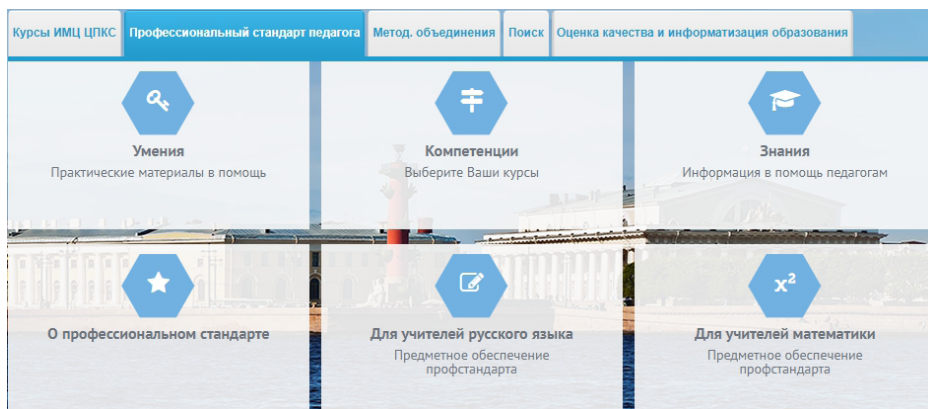 Курсы ИМЦ ЦПКС Профессиональный стандарт педагога Метод. объединения Поиск Оценка качества и информатизация образования
Умения
Практические материалы в помощь
Компетенции
Выберите Ваши курсы
Знания
Информация в помощь педагогам
О профессиональном стандарте
Для учителей русского языка
Предметное обеспечение
профстандарта
x²
Для учителей математики
Предметное обеспечение
профстандарта